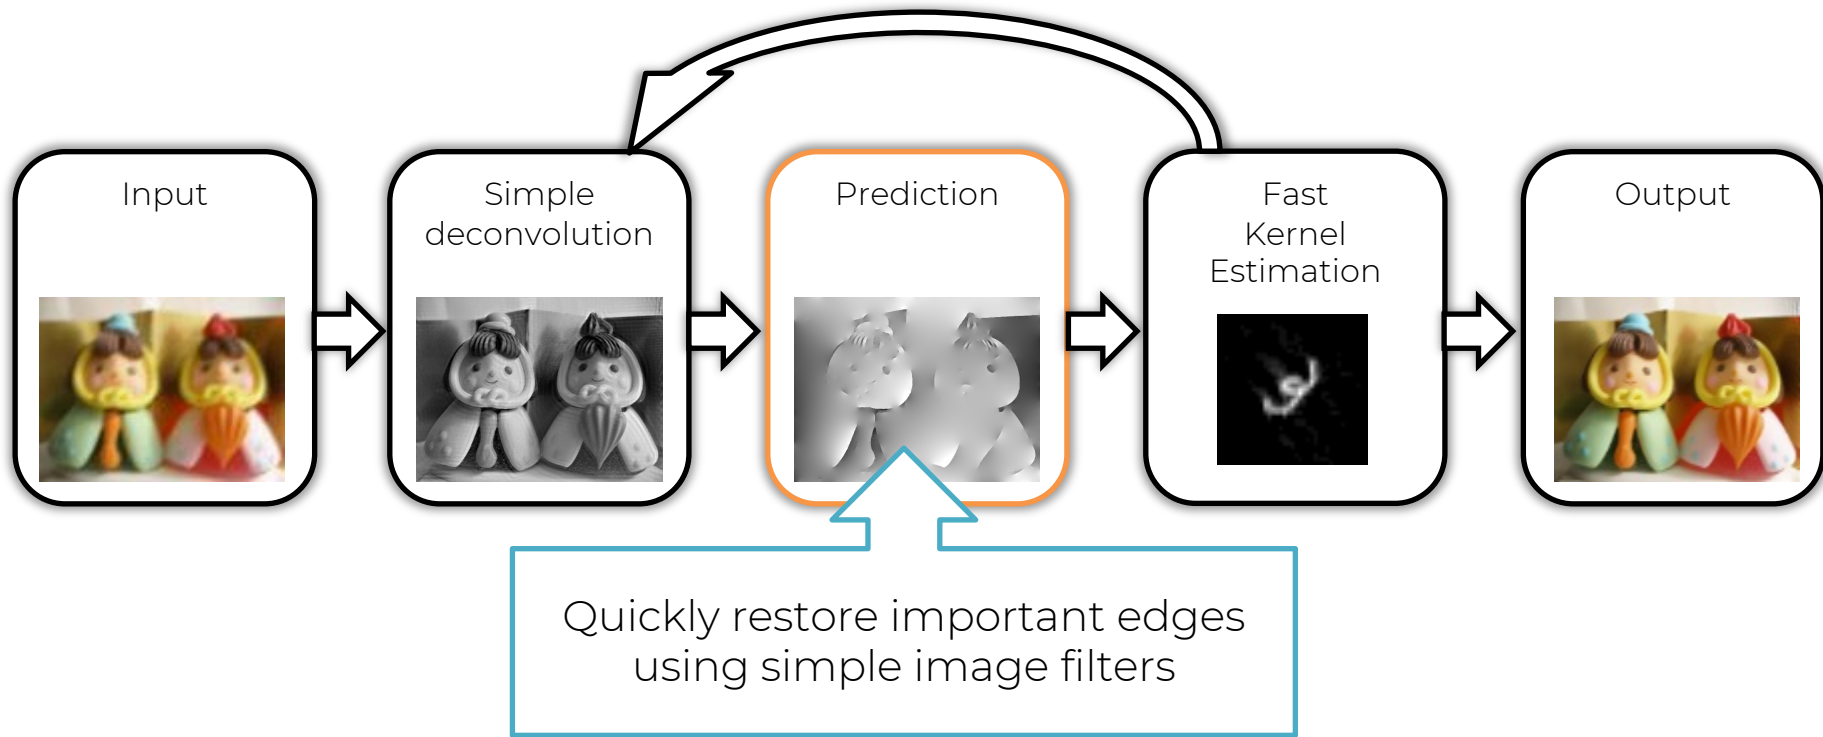 Input
Simple
deconvolution
Prediction
Fast
Kernel
Estimation
Output
Quickly restore important edges
using simple image filters